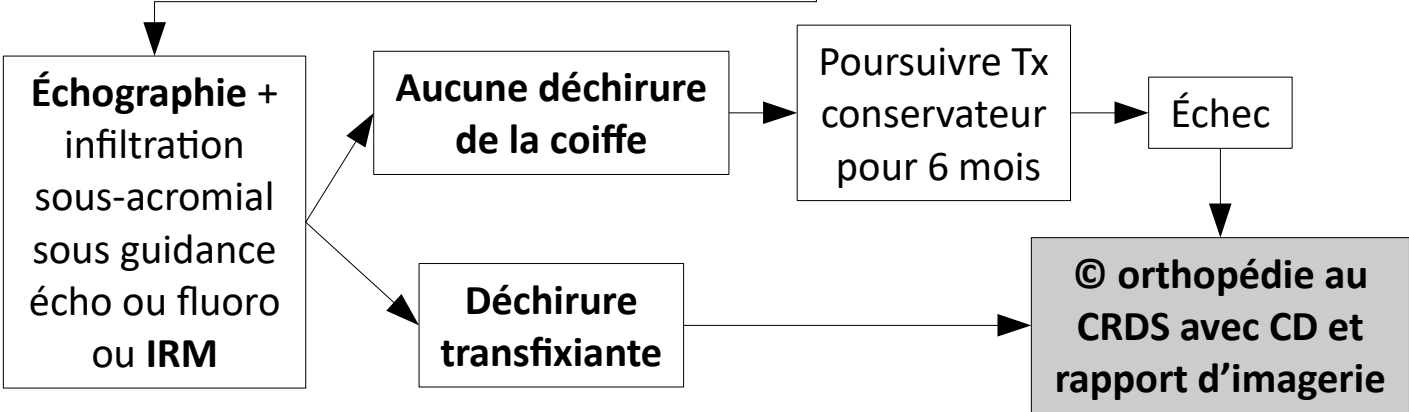 Échographie +
infiltration
sous-acromial
sous guidance
écho ou fluoro
ou IRM
Aucune déchirure
de la coiffe
Poursuivre Tx
conservateur
pour 6 mois
Échec
Déchirure
transfixiante
© orthopédie au
CRDS avec CD et
rapport d’imagerie